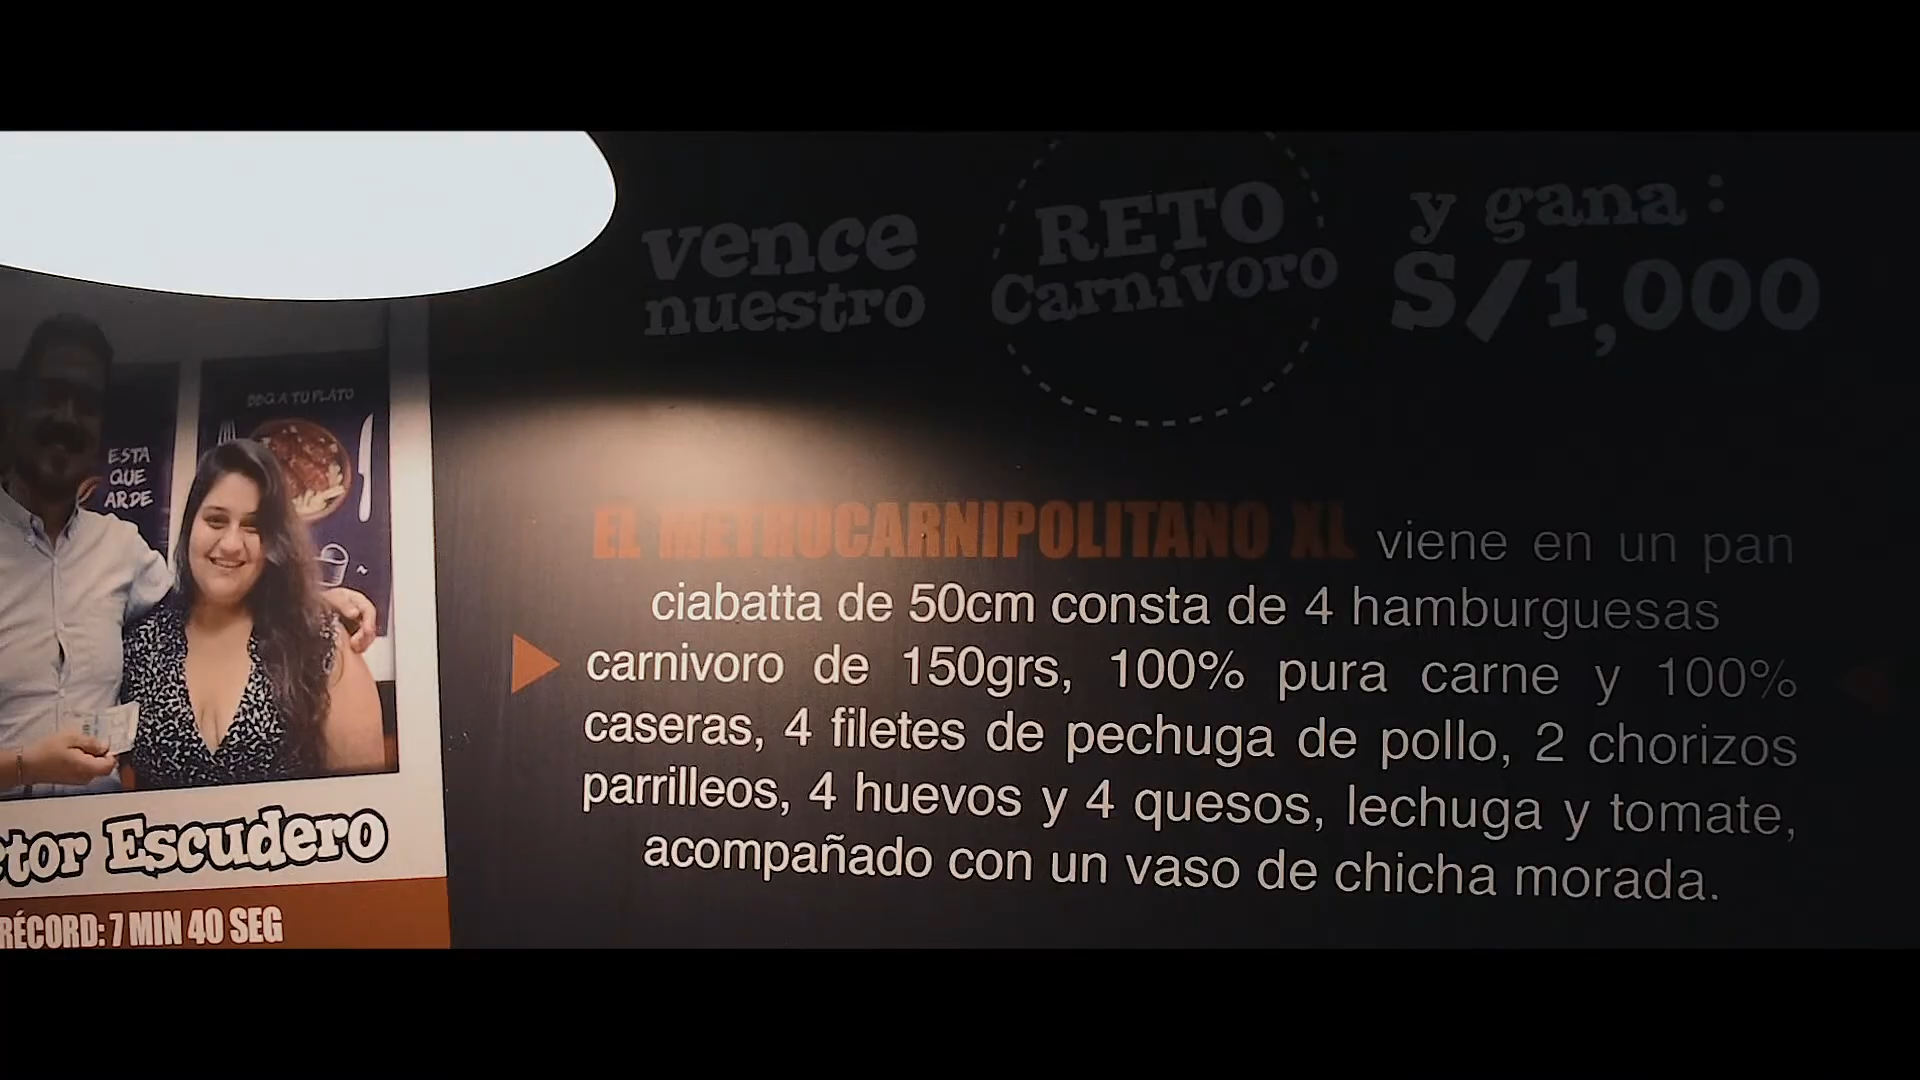 vence
nuestro
RETO
Carnívoro
y gana :
S/1,000
ESTA
QUE
ARDE
A TU PLATO
EL METROCARNIPOLITANO XL viene en un pan
ciabatta de 50cm consta de 4 hamburguesas
carnivoro de 150grs, 100% pura carne y 100%
caseras, 4 filetes de pechuga de pollo, 2 chorizos
parrilleos, 4 huevos y 4 quesos, lechuga y tomate,
acompañado con un vaso de chicha morada.
Escudero
RÉCORD: 7 MIN 40 SEG